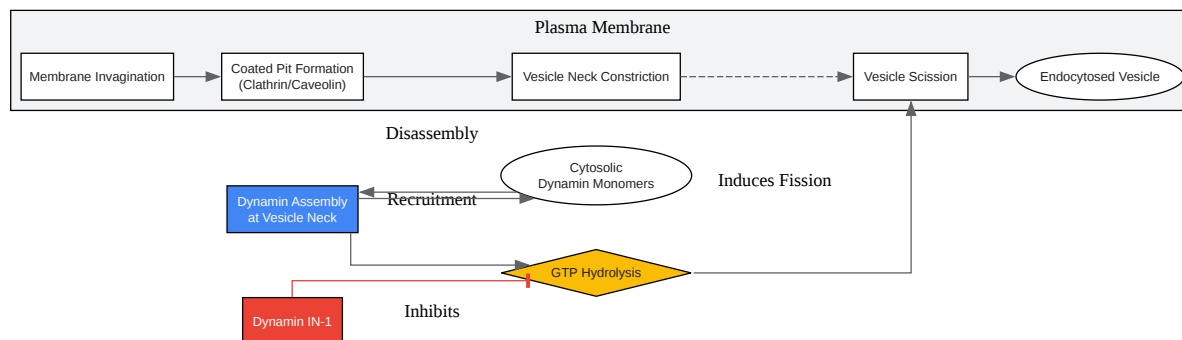 Plasma Membrane
Membrane Invagination
Coated Pit Formation
(Clathrin/Caveolin)
Vesicle Neck Constriction
Vesicle Scission
Endocytosed Vesicle
Disassembly
Cytosolic
Dynamin Monomers
Induces Fission
Recruitment
Dynamin Assembly
at Vesicle Neck
GTP Hydrolysis
Inhibits
Dynamin IN-1